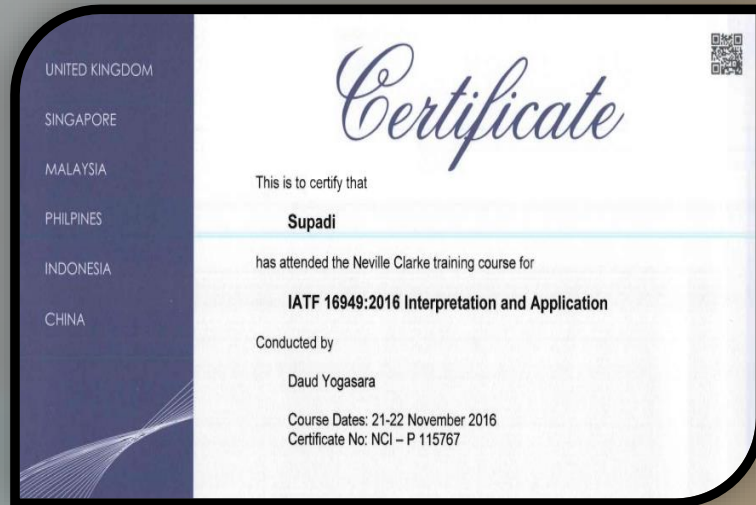 UNITED KINGDOM
SINGAPORE
MALAYSIA
PHILPINES
INDONESIA
CHINA
Certificate
This is to certify that
Supadi
has attended the Neville Clarke training course for
IATF 16949:2016 Interpretation and Application
Conducted by
Daud Yogasara
Course Dates: 21-22 November 2016
Certificate No: NCI – P 115767